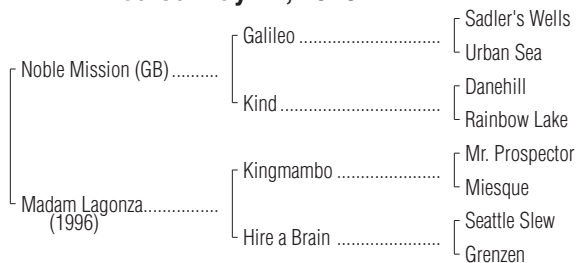 Sadler's Wells
Galileo ..........................................
Urban Sea
Noble Mission (GB) ..........
Danehill
Kind .........................................
Rainbow Lake
Mr. Prospector
Kingmambo ...........................
Miesque
Madam Lagonza .................
(1996)
Seattle Slew
Hire a Brain ...........................
Grenzen